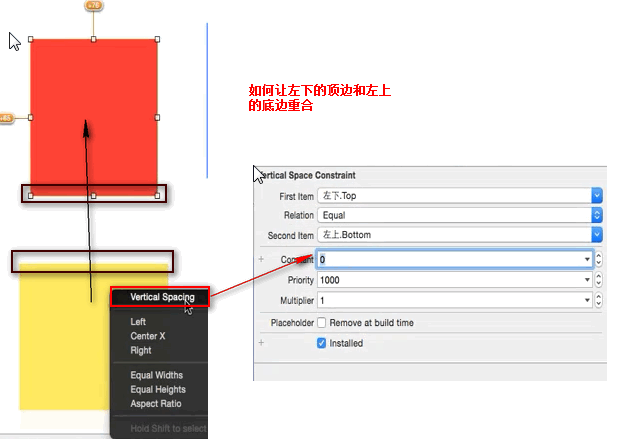 +76
如何让左下的顶边和左上
的底边重合
+65
Vertical Space Constraint
First Item 左下.Top
Relation Equal
Second Item 左上.Bottom
Constant 0
Priority 1000
Multiplier 1
Placeholder Remove at build time
Installed
Vertical Spacing
Left
Center X
Right
Equal Widths
Equal Heights
Aspect Ratio
Hold Shift to select